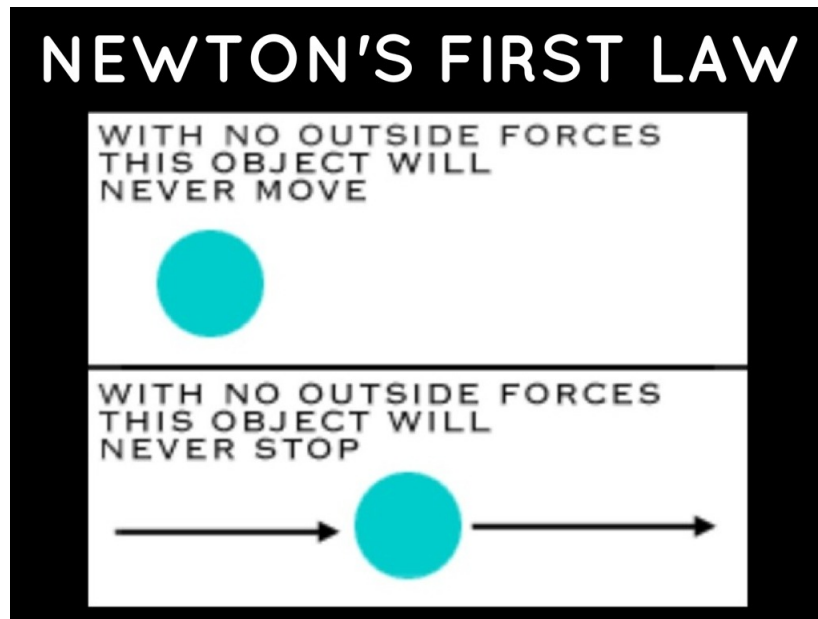 NEWTON'S FIRST LAW
WITH NO OUTSIDE FORCES
THIS OBJECT WILL
NEVER MOVE
WITH NO OUTSIDE FORCES
THIS OBJECT WILL
NEVER STOP